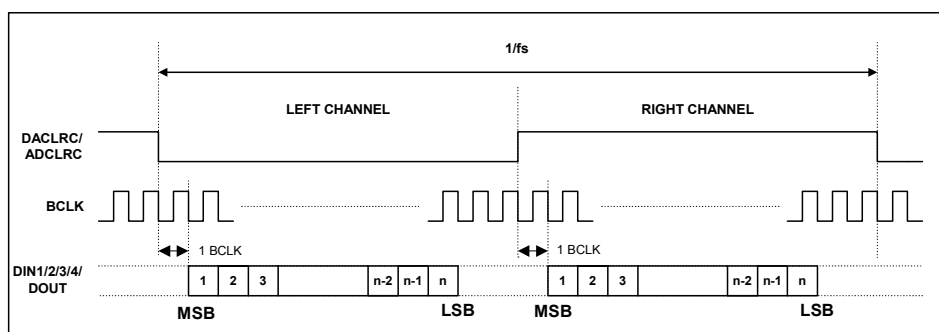 1/fs
LEFT CHANNEL RIGHT CHANNEL
DACLRC/
ADCLRC
BCLK
1 BCLK 1 BCLK
DIN1/2/3/4/
DOUT
1 2 3 n-2 n-1 n 1 2 3 n-2 n-1 n
MSB LSB MSB LSB